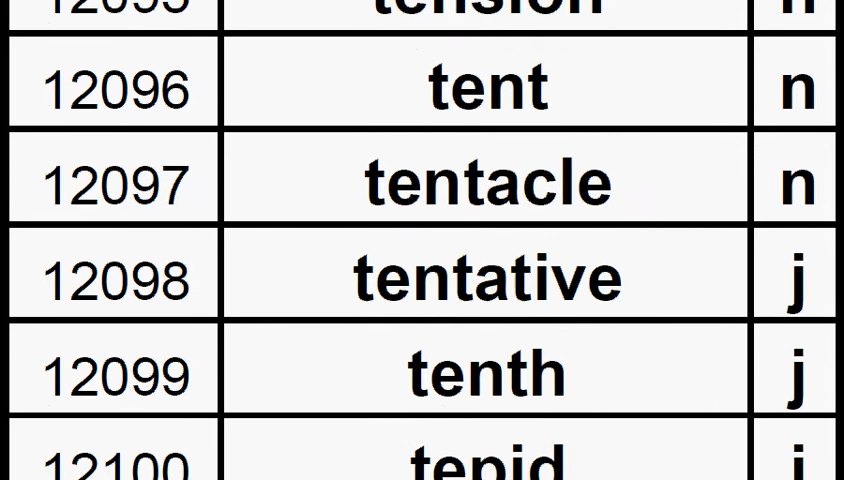 12095 tension n
12096 tent n
12097 tentacle n
12098 tentative j
12099 tenth j
12100 tepid j